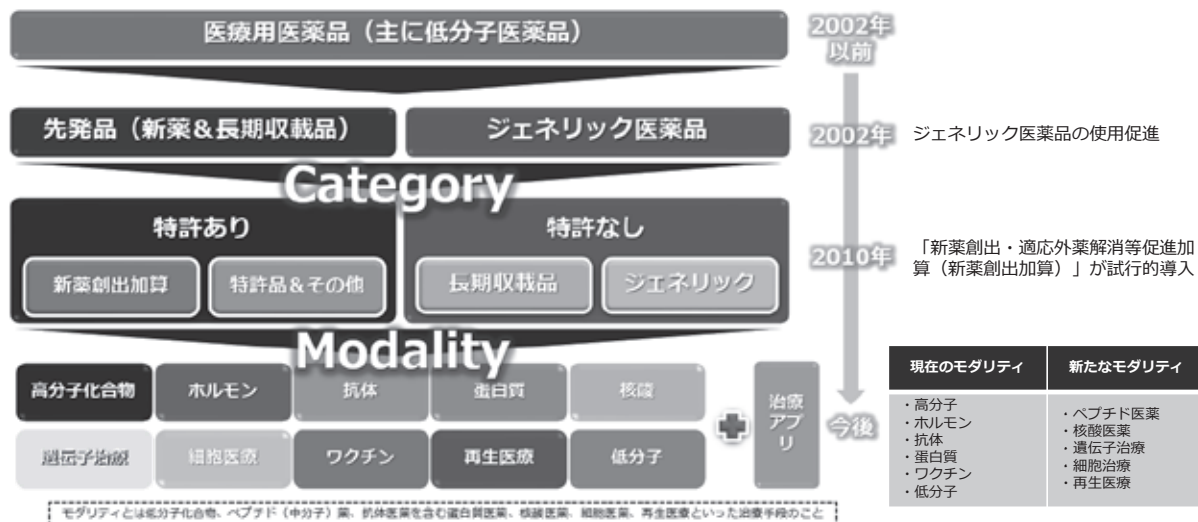 医療用医薬品（主に低分子医薬品）
2002年
以前
先発品（新薬＆長期収載品）
ジェネリック医薬品
2002年
ジェネリック医薬品の使用促進
Category
特許あり
特許なし
新薬創出加算
特許品＆その他
長期収載品
ジェネリック
2010年
「新薬創出・適応外薬解消等促進加
算（新薬創出加算）」が試行的導入
Modality
高分子化合物
ホルモン
抗体
蛋白質
核酸
遺伝子治療
細胞医療
ワクチン
再生医療
低分子
治療
アプ
リ
今後
現在のモダリティ
新たなモダリティ
・高分子
・ホルモン
・抗体
・蛋白質
・ワクチン
・低分子
・ペプチド医薬
・核酸医薬
・遺伝子治療
・細胞治療
・再生医療
モダリティとは低分子化合物、ペプチド（中分子）薬、抗体医薬を含む蛋白質医薬、核酸医薬、細胞医薬、再生医療といった治療手段のこと